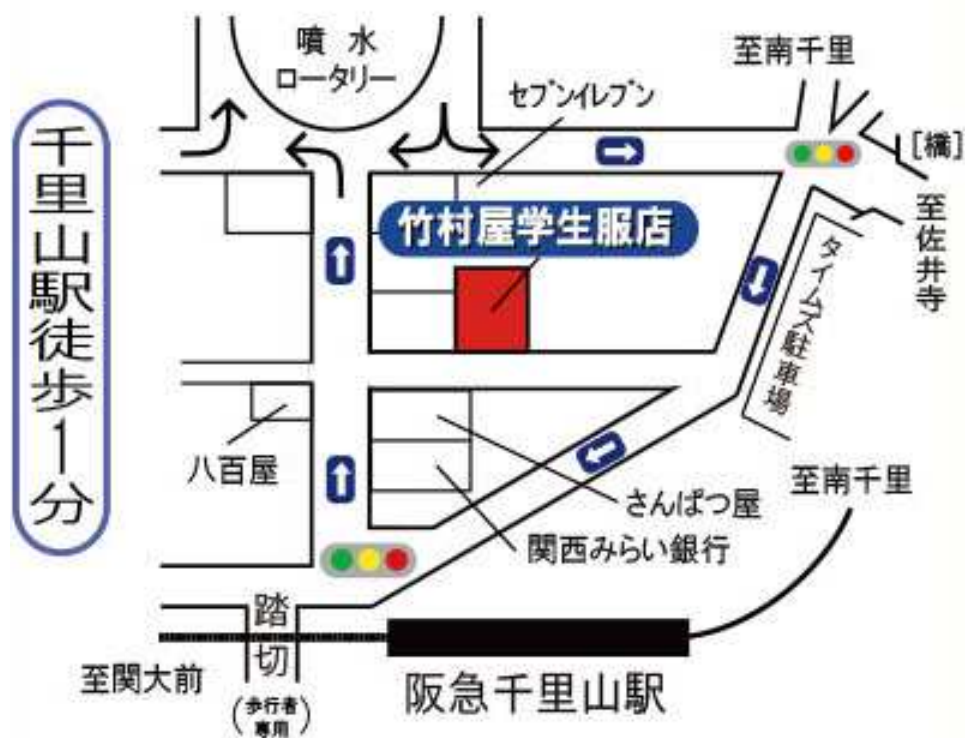 噴水
ロータリー
セブンイレブン
至南千里
[橋]
千里山駅徒歩1分
竹村屋学生服店
至佐井寺
タイムズ駐車場
八百屋
さんぱつ屋
至南千里
関西みらい銀行
踏切
至関大前
(歩行者
専用)
阪急千里山駅